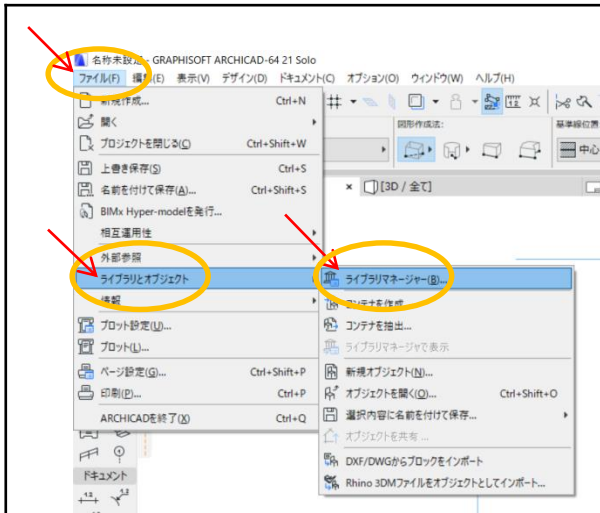 名称未設定 - GRAPHISOFT ARCHICAD-64 21 Solo
ファイル(F) 編集(E) 表示(V) デザイン(D) ドキュメント(C) オプション(O) ウィンドウ(W) ヘルプ(H)
新規作成... Ctrl+N
開く
プロジェクトを閉じる(C) Ctrl+Shift+W
上書き保存(S) Ctrl+S
名前を付けて保存(A)... Ctrl+Shift+S
BIMx Hyper-modelを発行...
相互運用性
外部参照
ライブラリとオブジェクト
情報
プロット設定(U)...
プロット(L)...
ページ設定(G)... Ctrl+Shift+P
印刷(P)... Ctrl+P
ARCHICADを終了(X) Ctrl+Q
図形作成法:
基準線位置
中心
[3D / 全て]
ライブラリマネージャー(B)...
コンテナを作成
コンテナを抽出...
ライブラリマネージャで表示
新規オブジェクト(N)...
オブジェクトを開く(O)... Ctrl+Shift+O
選択内容に名前を付けて保存...
オブジェクトを共有 ...
DXF/DWGからブロックをインポート
Rhino 3DMファイルをオブジェクトとしてインポート...
ドキュメント
1.2